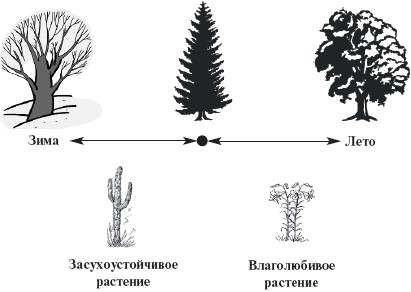 Зима Лето
Засухоустойчивое
растение
Влаголюбивое
растение